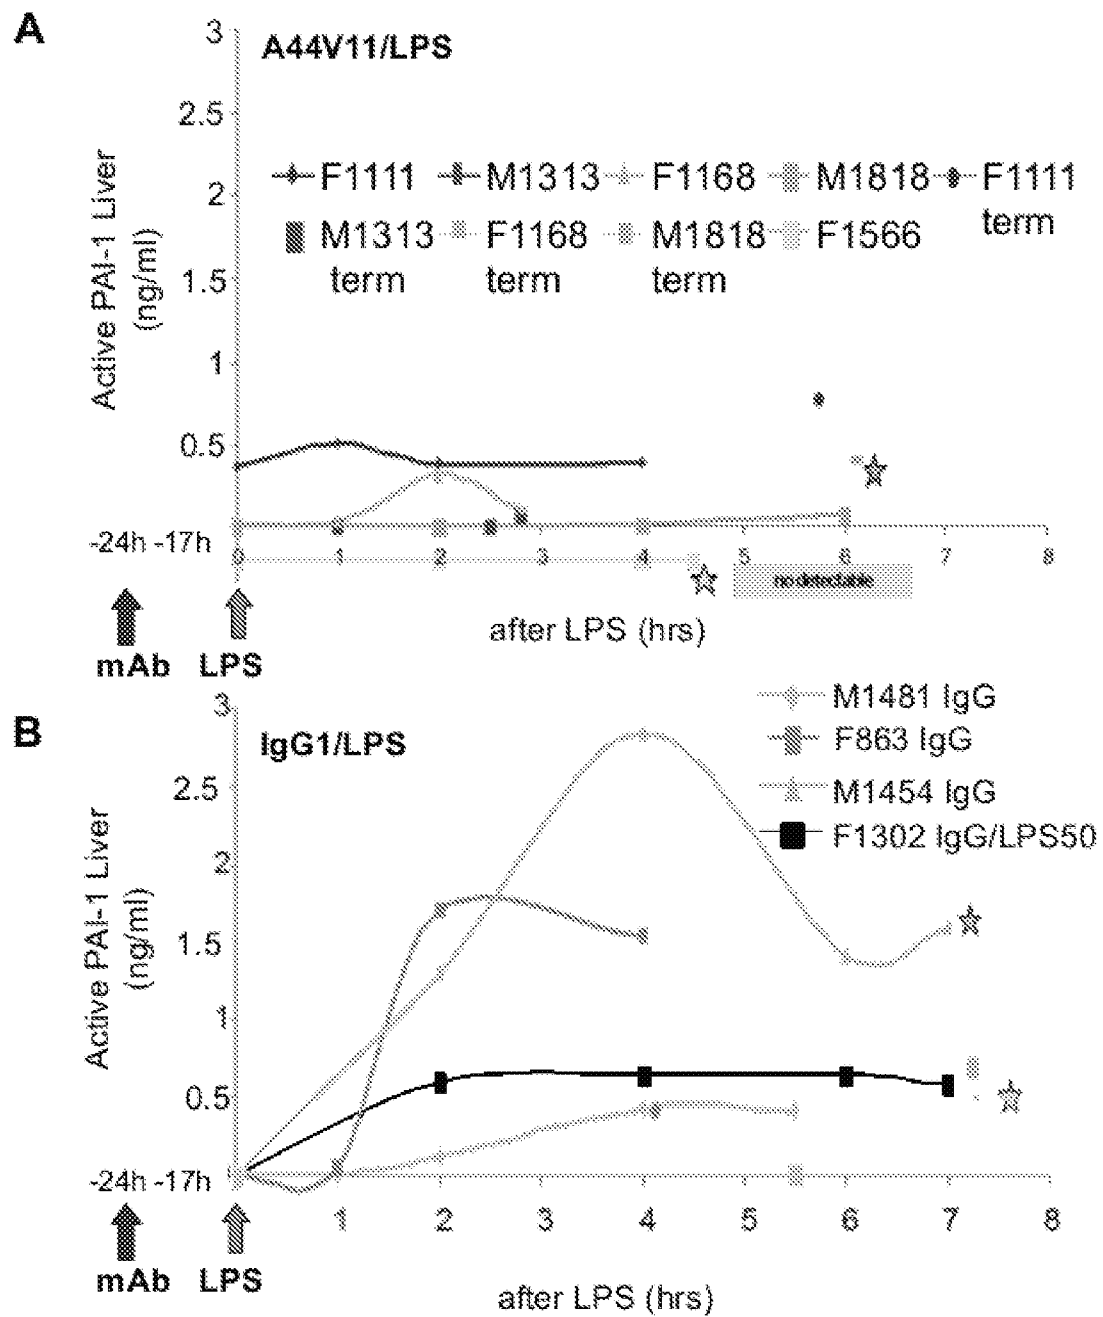 A
A44V11/LPS
3
2.5
2
1.5
1
0.5
Active PAI-1 Liver
(ng/ml)
F1111 M1313 F1168 M1818 F1111
term
M1313 F1168 M1818 F1566
term term term
-24h -17h
0 1 2 3 4 5 6 7 8
no detectable
after LPS (hrs)
mAb LPS
B
IgG1/LPS
3
2.5
2
1.5
1
0.5
Active PAI-1 Liver
(ng/ml)
M1481 IgG
F863 IgG
M1454 IgG
F1302 IgG/LPS50
-24h -17h
1 2 3 4 5 6 7 8
mAb LPS
after LPS (hrs)